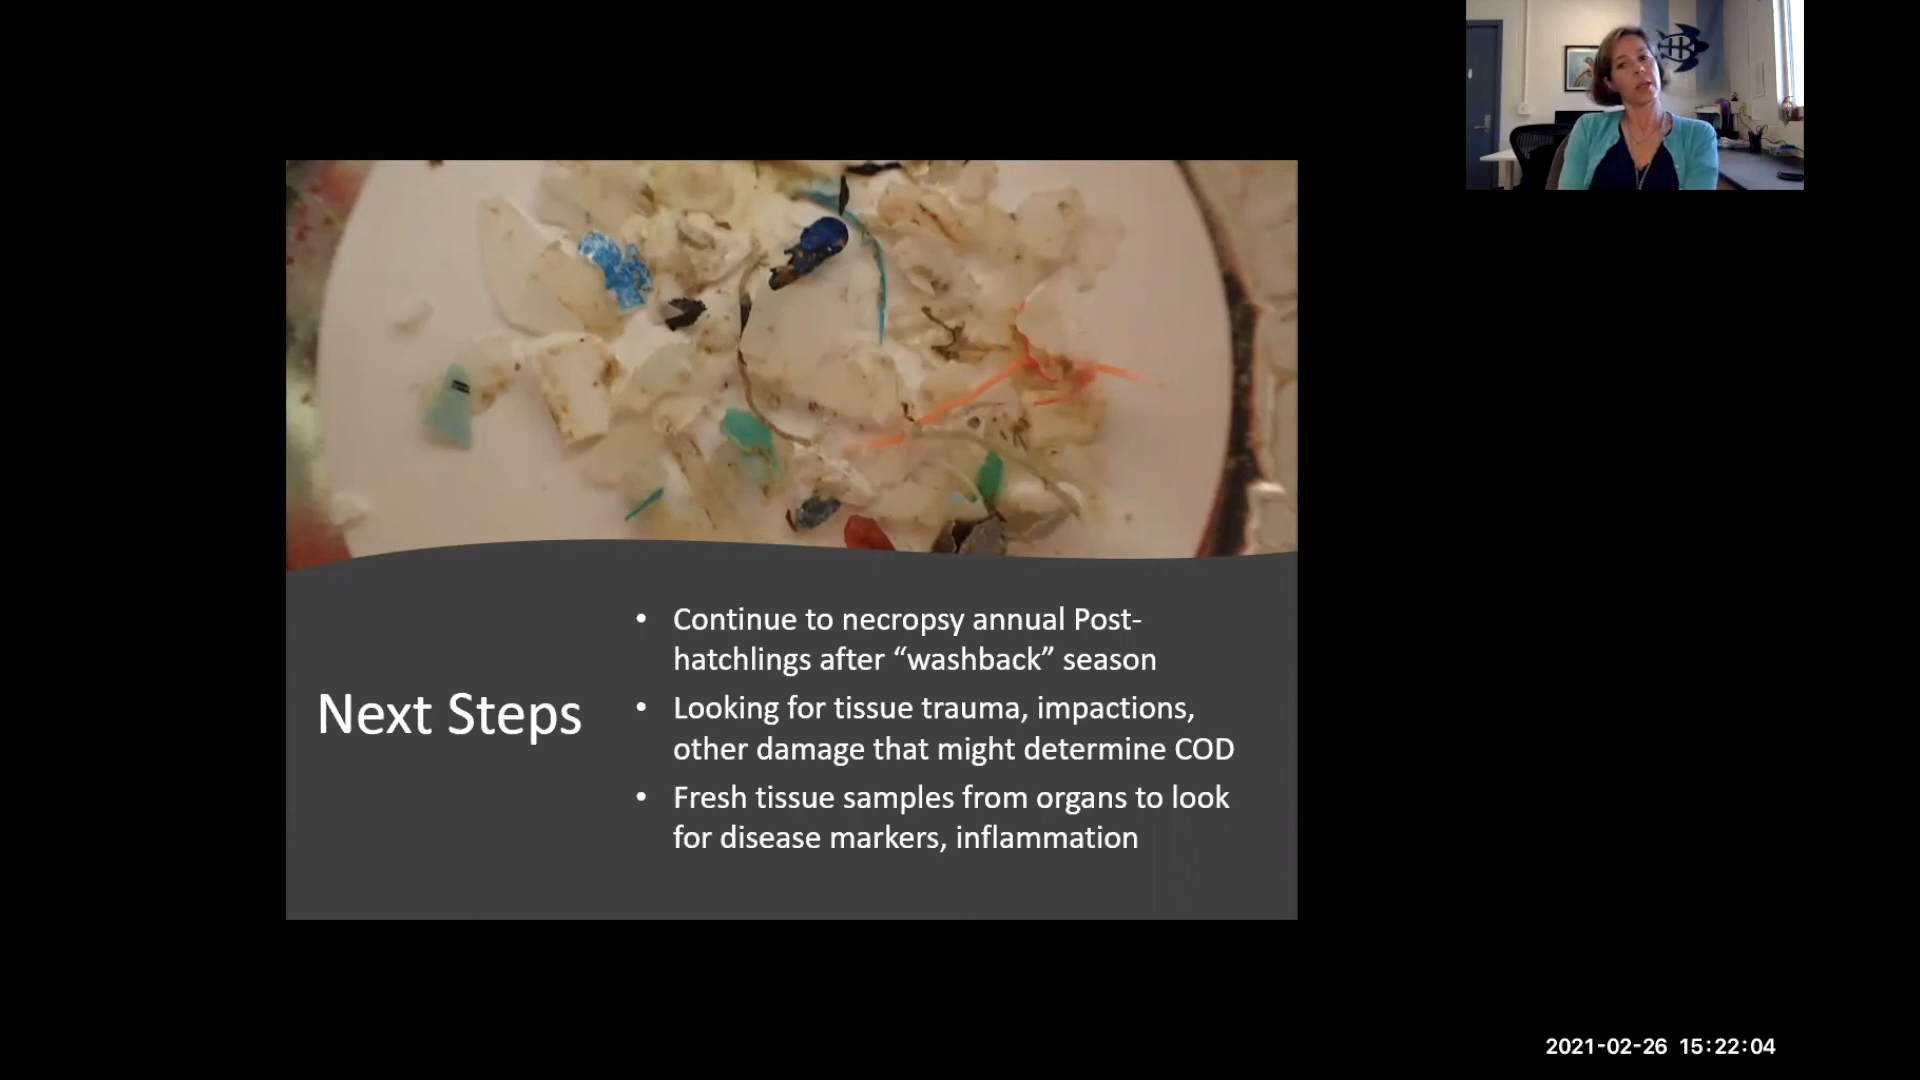 Next Steps
• Continue to necropsy annual Post-
hatchlings after “washback” season
• Looking for tissue trauma, impactions,
other damage that might determine COD
• Fresh tissue samples from organs to look
for disease markers, inflammation
2021-02-26 15:22:04